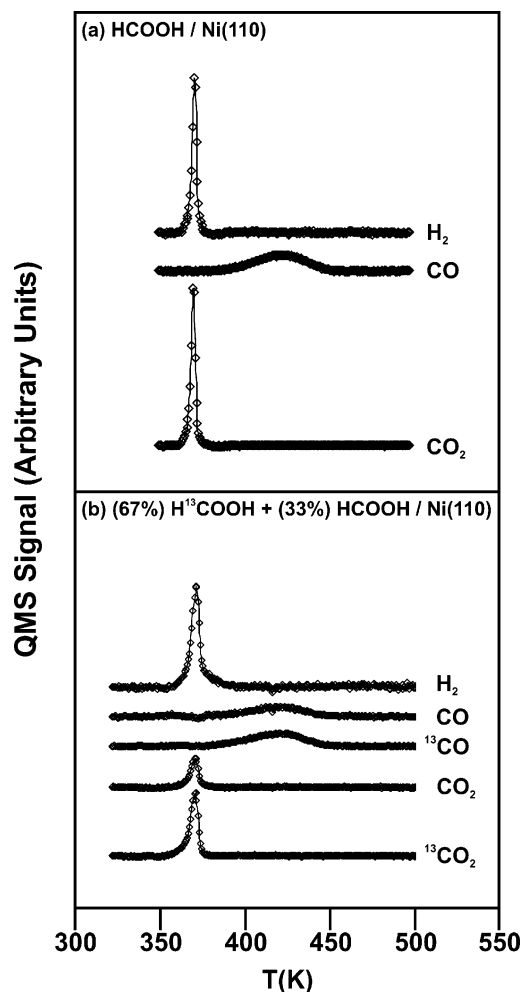 (a) HCOOH / Ni(110)
H₂
CO
CO₂
QMS Signal (Arbitrary Units)
(b) (67%) H¹³COOH + (33%) HCOOH / Ni(110)
H₂
CO
¹³CO
CO₂
¹³CO₂
300 350 400 450 500 550
T(K)